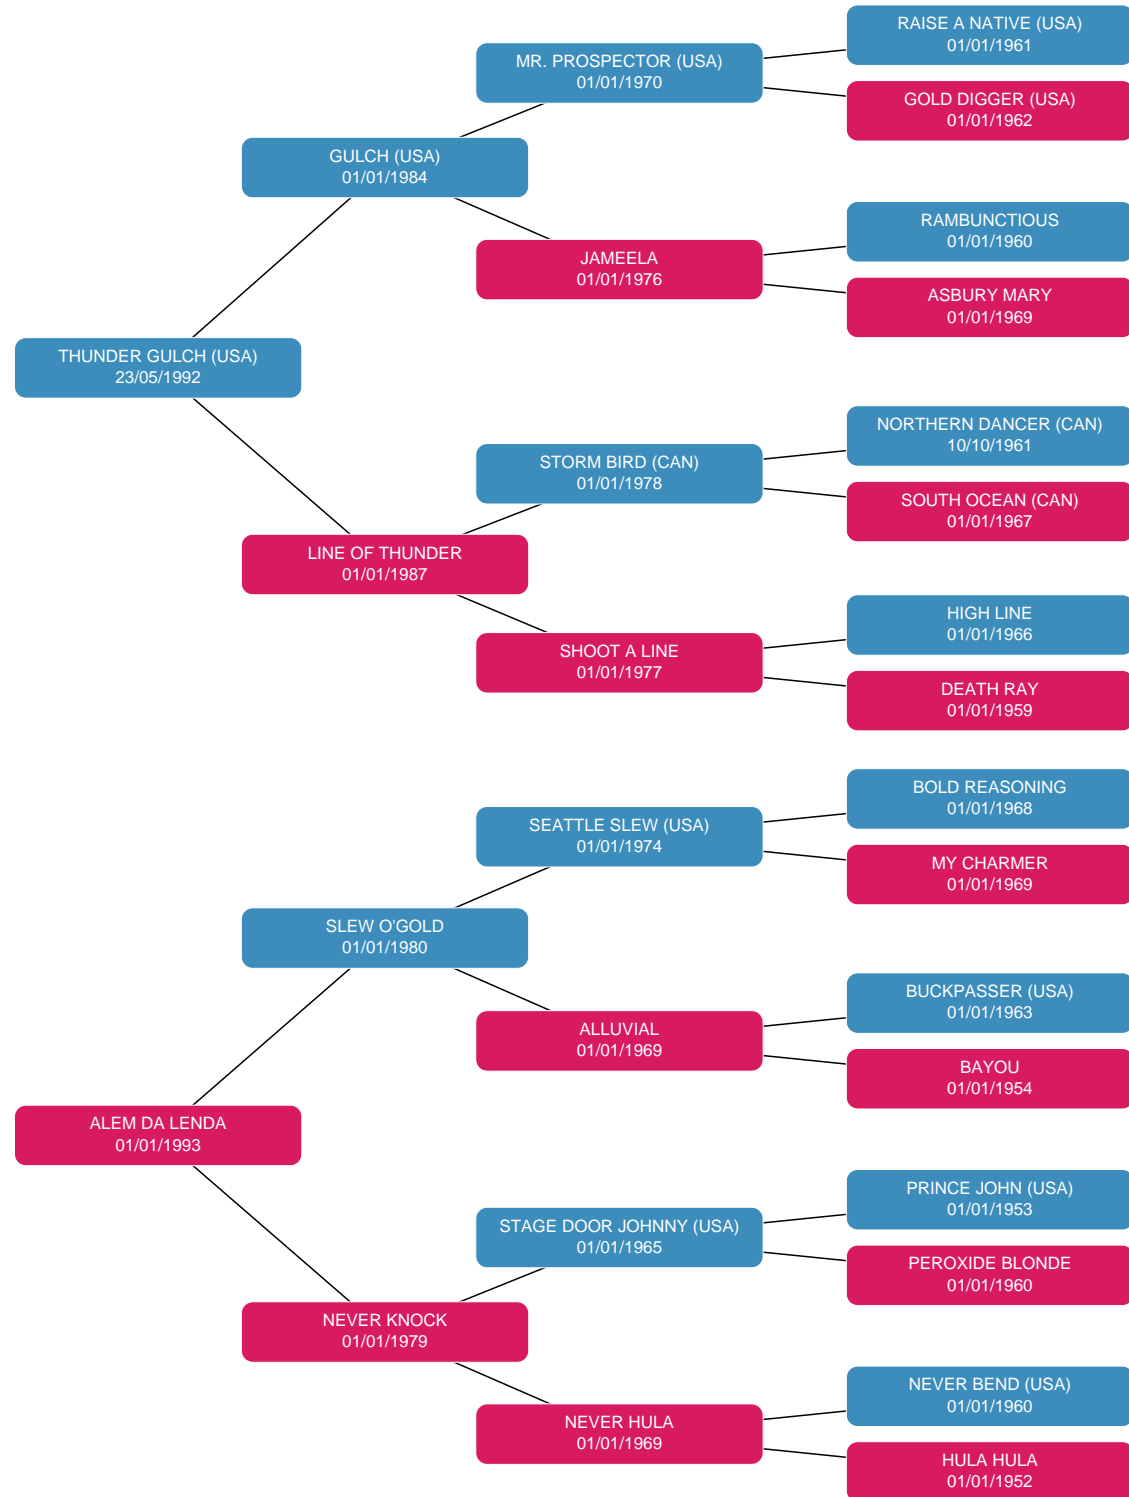 RAISE A NATIVE (USA)
01/01/1961
MR. PROSPECTOR (USA)
01/01/1970
GOLD DIGGER (USA)
01/01/1962
GULCH (USA)
01/01/1984
RAMBUNCTIOUS
01/01/1960
JAMEELA
01/01/1976
ASBURY MARY
01/01/1969
THUNDER GULCH (USA)
23/05/1992
NORTHERN DANCER (CAN)
10/10/1961
STORM BIRD (CAN)
01/01/1978
SOUTH OCEAN (CAN)
01/01/1967
LINE OF THUNDER
01/01/1987
HIGH LINE
01/01/1966
SHOOT A LINE
01/01/1977
DEATH RAY
01/01/1959
BOLD REASONING
01/01/1968
SEATTLE SLEW (USA)
01/01/1974
MY CHARMER
01/01/1969
SLEW O'GOLD
01/01/1980
BUCKPASSER (USA)
01/01/1963
ALLUVIAL
01/01/1969
BAYOU
01/01/1954
ALEM DA LENDA
01/01/1993
PRINCE JOHN (USA)
01/01/1953
STAGE DOOR JOHNNY (USA)
01/01/1965
PEROXIDE BLONDE
01/01/1960
NEVER KNOCK
01/01/1979
NEVER BEND (USA)
01/01/1960
NEVER HULA
01/01/1969
HULA HULA
01/01/1952